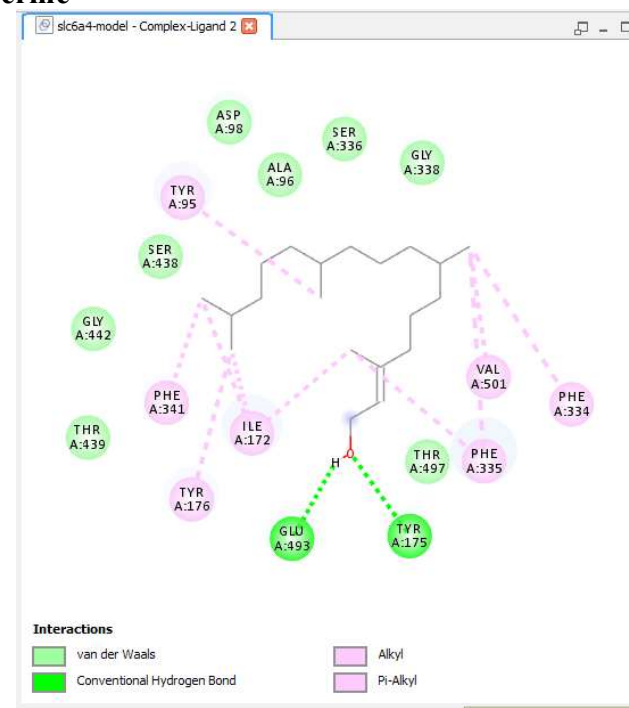 slc6a4-model - Complex-Ligand 2
ASP
A:98
SER
A:336
GLY
A:338
ALA
A:96
TYR
A:95
SER
A:438
GLY
A:442
PHE
A:341
ILE
A:172
VAL
A:501
PHE
A:334
THR
A:439
THR
A:497
PHE
A:335
TYR
A:176
H
O
GLU
A:493
TYR
A:175
Interactions
van der Waals
Alkyl
Conventional Hydrogen Bond
Pi-Alkyl